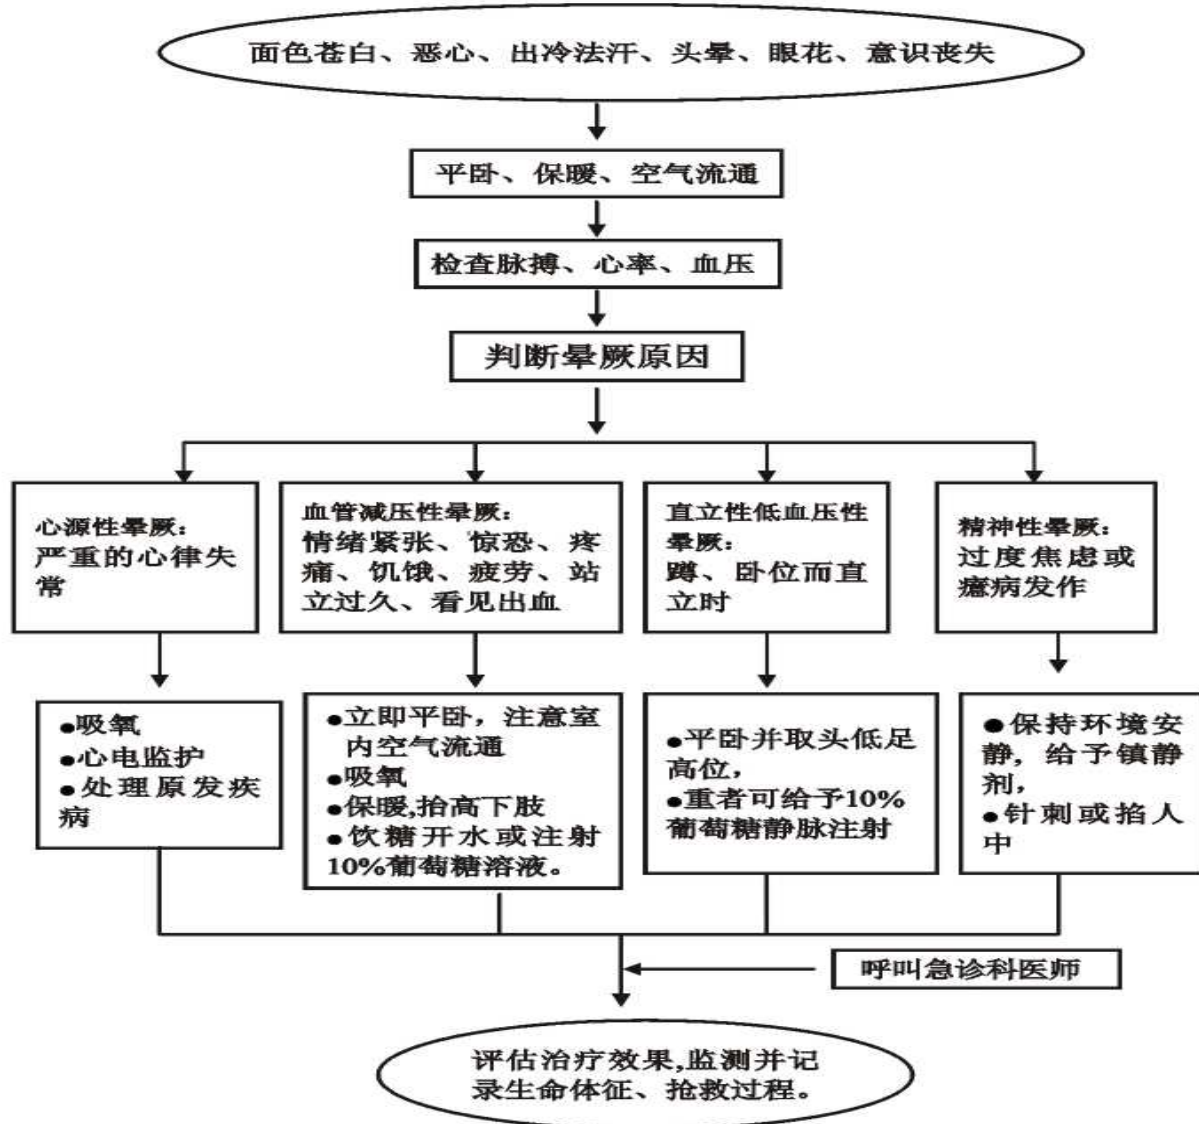 面色苍白、恶心、出冷法汗、头晕、眼花、意识丧失
平卧、保暖、空气流通
检查脉搏、心率、血压
判断晕厥原因
心源性晕厥：
严重的心律失
常
血管减压性晕厥：
情绪紧张、惊恐、疼
痛、饥饿、疲劳、站
立过久、看见出血
直立性低血压性
晕厥：
蹲、卧位而直
立时
精神性晕厥：
过度焦虑或
癔病发作
●吸氧
●心电监护
●处理原发疾
病
●立即平卧，注意室
内空气流通
●吸氧
●保暖,抬高下肢
●饮糖开水或注射
10%葡萄糖溶液。
●平卧并取头低足
高位，
●重者可给予10%
葡萄糖静脉注射
●保持环境安
静, 给予镇静
剂，
●针刺或掐人
中
呼叫急诊科医师
评估治疗效果,监测并记
录生命体征、抢救过程。